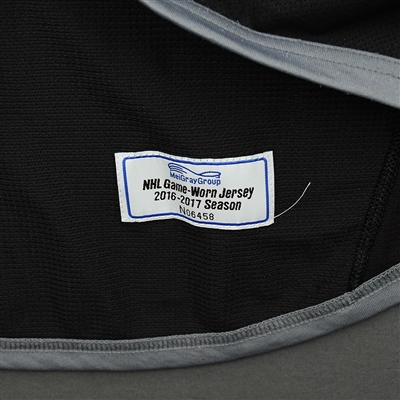 MeiGrayGroup
NHL Game-Worn Jersey
2016-2017 Season
N06458